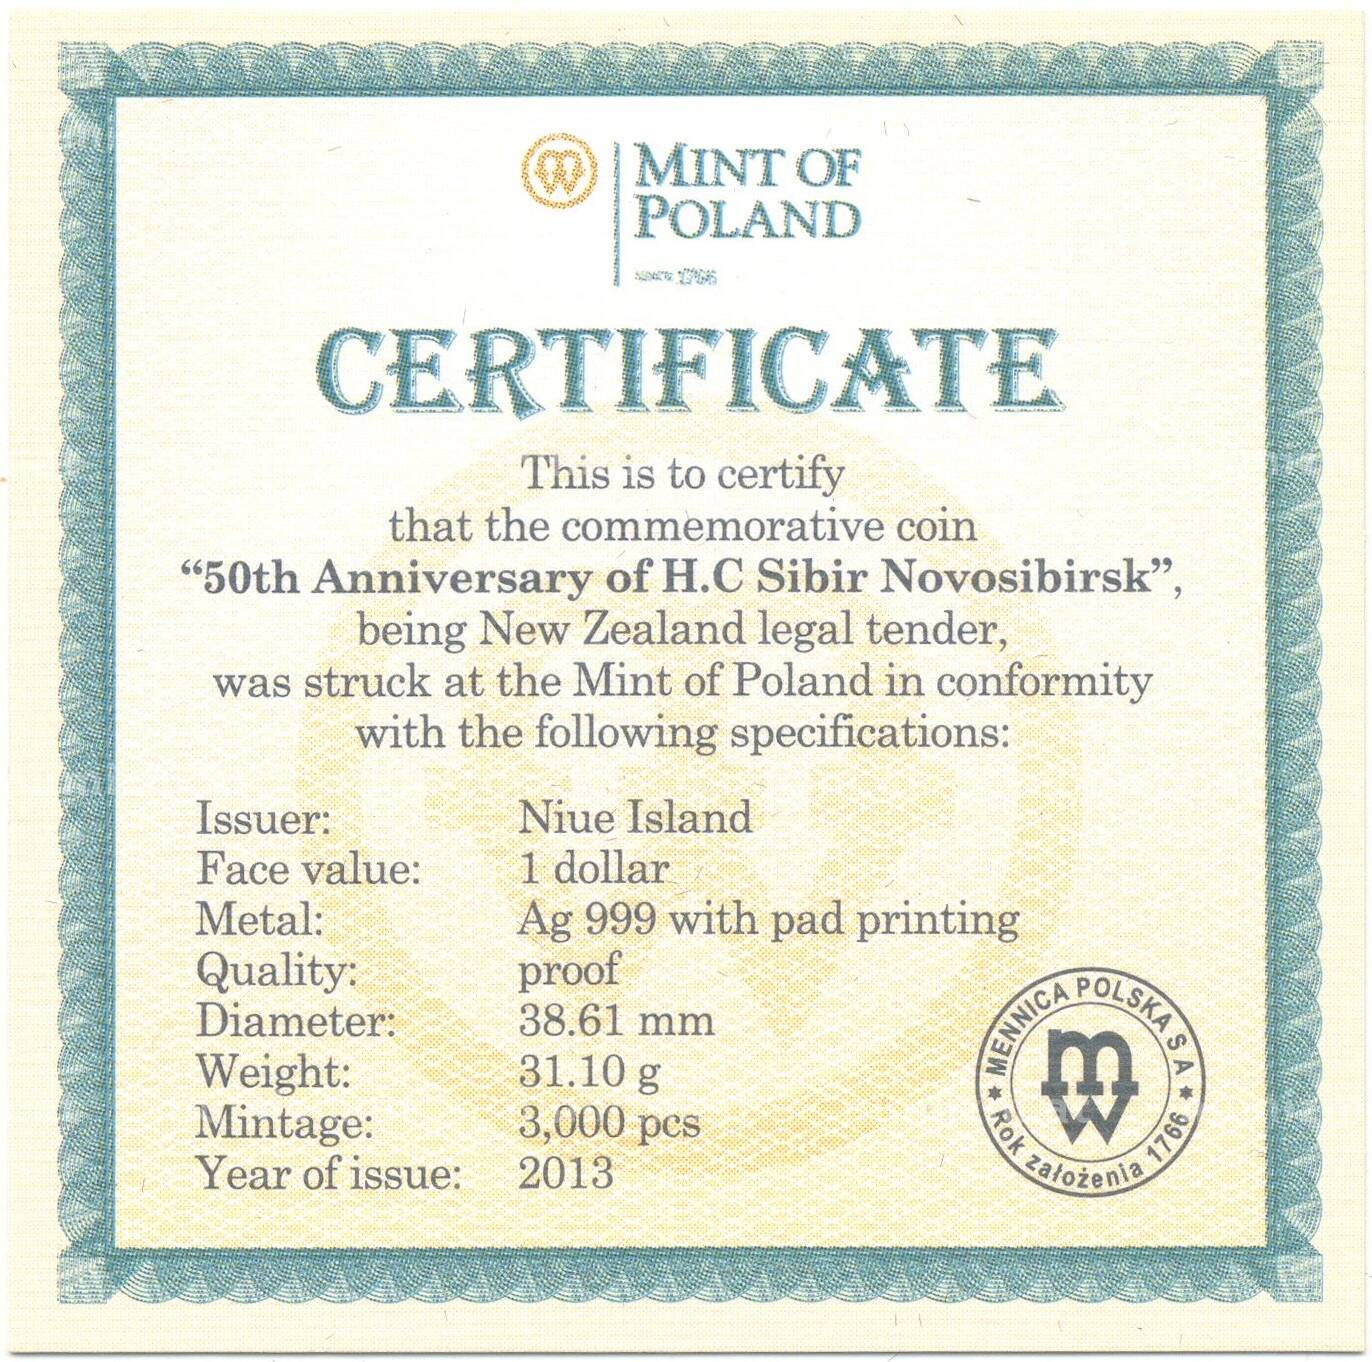 MINT OF
POLAND
SINCE 1766
CERTIFICATE
This is to certify
that the commemorative coin
“50th Anniversary of H.C Sibir Novosibirsk”,
being New Zealand legal tender,
was struck at the Mint of Poland in conformity
with the following specifications:
Issuer: Niue Island
Face value: 1 dollar
Metal: Ag 999 with pad printing
Quality: proof
Diameter: 38.61 mm
Weight: 31.10 g
Mintage: 3,000 pcs
Year of issue: 2013
MENNICA POLSKA S A
mw
Rok założenia 1766